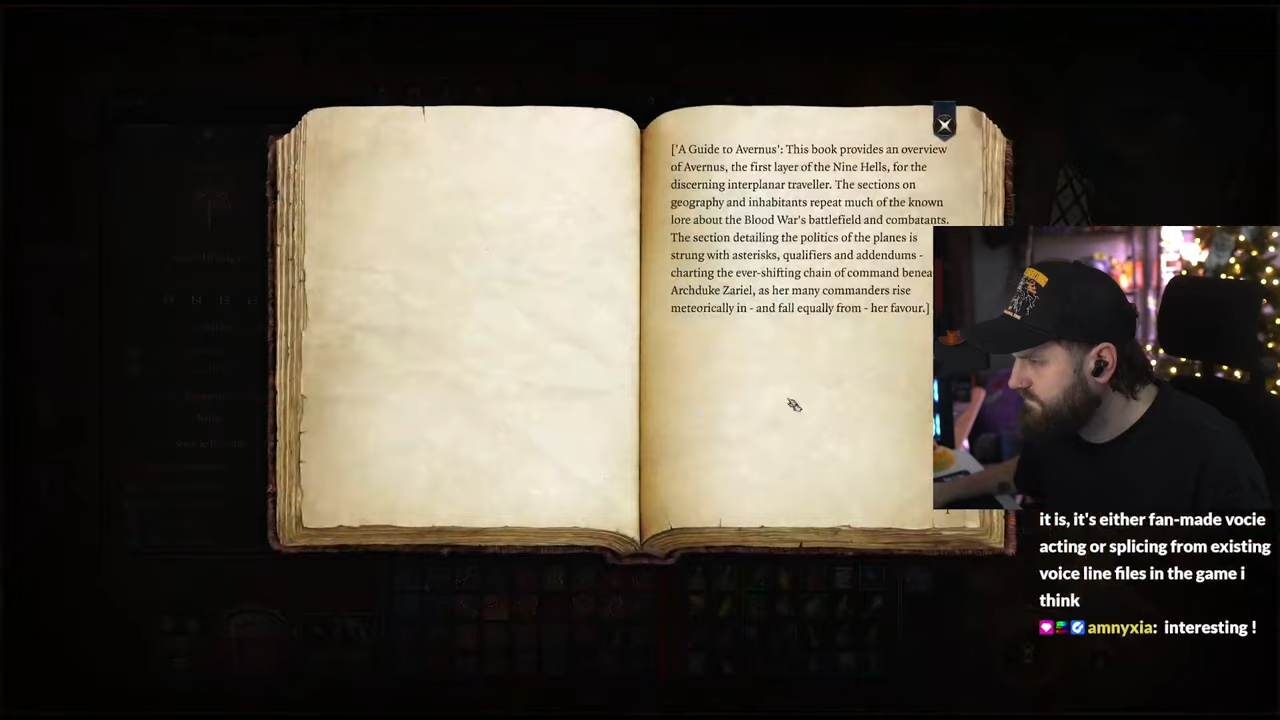 ['A Guide to Avernus': This book provides an overview
of Avernus, the first layer of the Nine Hells, for the
discerning interplanar traveller. The sections on
geography and inhabitants repeat much of the known
lore about the Blood War's battlefield and combatants.
The section detailing the politics of the planes is
strung with asterisks, qualifiers and addendums -
charting the ever-shifting chain of command
Archduke Zariel, as her many commanders rise
meteorically in - and fall equally from - her favour.]
it is, it's either fan-made vocie
acting or splicing from existing
voice line files in the game i
think
amnyxia: interesting !